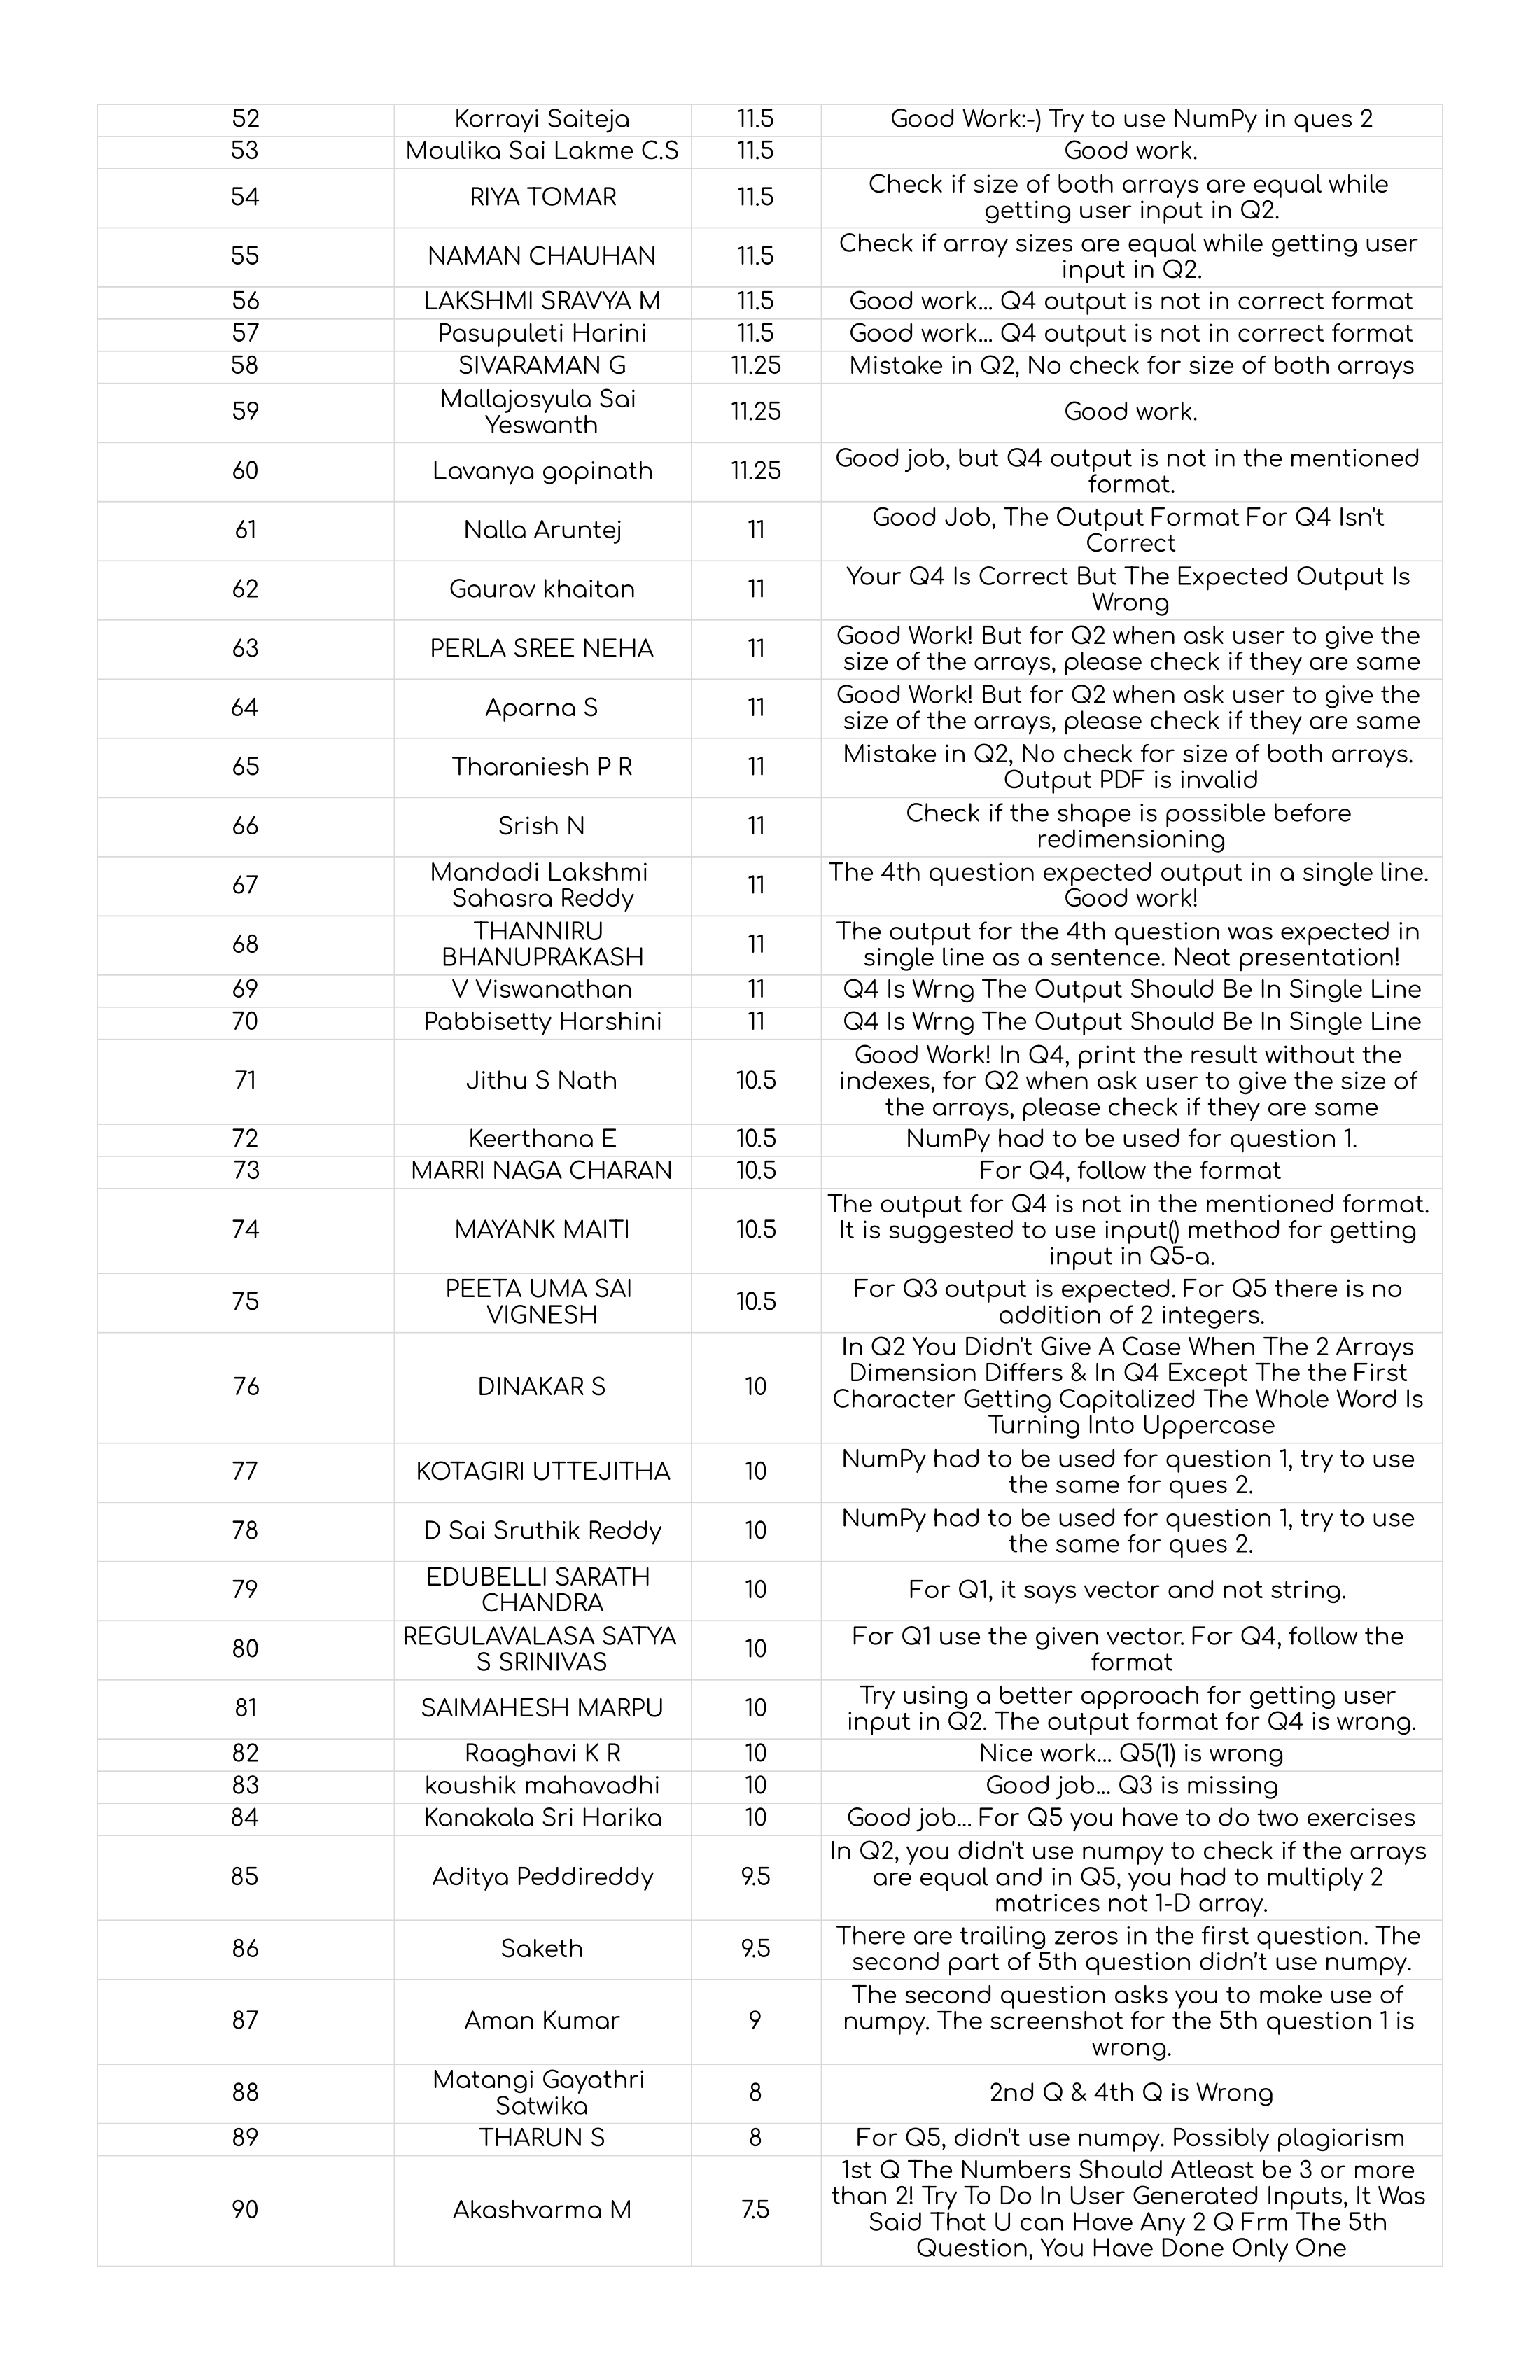 52 Korrayi Saiteja 11.5 Good Work:-) Try to use NumPy in ques 2
53 Moulika Sai Lakme C.S 11.5 Good work.
54 RIYA TOMAR 11.5 Check if size of both arrays are equal while
getting user input in Q2.
55 NAMAN CHAUHAN 11.5 Check if array sizes are equal while getting user
input in Q2.
56 LAKSHMI SRAVYA M 11.5 Good work... Q4 output is not in correct format
57 Pasupuleti Harini 11.5 Good work... Q4 output is not in correct format
58 SIVARAMAN G 11.25 Mistake in Q2, No check for size of both arrays
59 Mallajosyula Sai
Yeswanth 11.25 Good work.
60 Lavanya gopinath 11.25 Good job, but Q4 output is not in the mentioned
format.
61 Nalla Aruntej 11 Good Job, The Output Format For Q4 Isn't
Correct
62 Gaurav khaitan 11 Your Q4 Is Correct But The Expected Output Is
Wrong
63 PERLA SREE NEHA 11 Good Work! But for Q2 when ask user to give the
size of the arrays, please check if they are same
64 Aparna S 11 Good Work! But for Q2 when ask user to give the
size of the arrays, please check if they are same
65 Tharaniesh P R 11 Mistake in Q2, No check for size of both arrays.
Output PDF is invalid
66 Srish N 11 Check if the shape is possible before
redimensioning
67 Mandadi Lakshmi
Sahasra Reddy 11 The 4th question expected output in a single line.
Good work!
68 THANNIRU
BHANUPRAKASH 11 The output for the 4th question was expected in
single line as a sentence. Neat presentation!
69 V Viswanathan 11 Q4 Is Wrng The Output Should Be In Single Line
70 Pabbisetty Harshini 11 Q4 Is Wrng The Output Should Be In Single Line
71 Jithu S Nath 10.5 Good Work! In Q4, print the result without the
indexes, for Q2 when ask user to give the size of
the arrays, please check if they are same
72 Keerthana E 10.5 NumPy had to be used for question 1.
73 MARRI NAGA CHARAN 10.5 For Q4, follow the format
74 MAYANK MAITI 10.5 The output for Q4 is not in the mentioned format.
It is suggested to use input() method for getting
input in Q5-a.
75 PEETA UMA SAI
VIGNESH 10.5 For Q3 output is expected. For Q5 there is no
addition of 2 integers.
76 DINAKAR S 10 In Q2 You Didn't Give A Case When The 2 Arrays
Dimension Differs & In Q4 Except The the First
Character Getting Capitalized The Whole Word Is
Turning Into Uppercase
77 KOTAGIRI UTTEJITHA 10 NumPy had to be used for question 1, try to use
the same for ques 2.
78 D Sai Sruthik Reddy 10 NumPy had to be used for question 1, try to use
the same for ques 2.
79 EDUBELLI SARATH
CHANDRA 10 For Q1, it says vector and not string.
80 REGULAVALASA SATYA
S SRINIVAS 10 For Q1 use the given vector. For Q4, follow the
format
81 SAIMAHESH MARPU 10 Try using a better approach for getting user
input in Q2. The output format for Q4 is wrong.
82 Raaghavi K R 10 Nice work... Q5(1) is wrong
83 koushik mahavadhi 10 Good job... Q3 is missing
84 Kanakala Sri Harika 10 Good job... For Q5 you have to do two exercises
85 Aditya Peddireddy 9.5 In Q2, you didn't use numpy to check if the arrays
are equal and in Q5, you had to multiply 2
matrices not 1-D array.
86 Saketh 9.5 There are trailing zeros in the first question. The
second part of 5th question didn't use numpy.
87 Aman Kumar 9 The second question asks you to make use of
numpy. The screenshot for the 5th question 1 is
wrong.
88 Matangi Gayathri
Satwika 8 2nd Q & 4th Q is Wrong
89 THARUN S 8 For Q5, didn't use numpy. Possibly plagiarism
90 Akashvarma M 7.5 1st Q The Numbers Should Atleast be 3 or more
than 2! Try To Do In User Generated Inputs, It Was
Said That U can Have Any 2 Q Frm The 5th
Question, You Have Done Only One